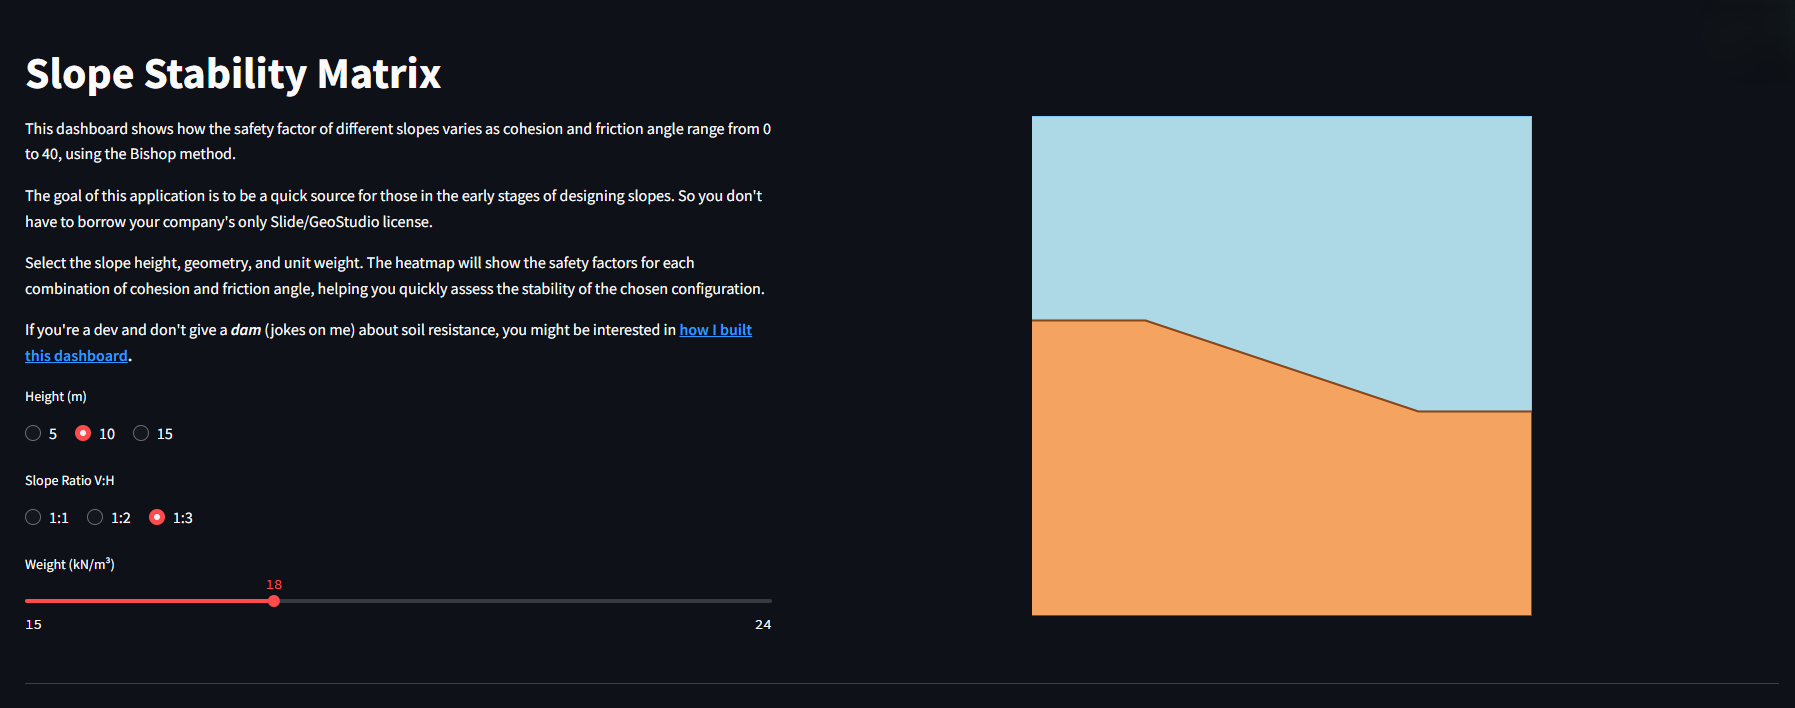 Slope Stability Matrix
This dashboard shows how the safety factor of different slopes varies as cohesion and friction angle range from 0
to 40, using the Bishop method.
The goal of this application is to be a quick source for those in the early stages of designing slopes. So you don't
have to borrow your company's only Slide/GeoStudio license.
Select the slope height, geometry, and unit weight. The heatmap will show the safety factors for each
combination of cohesion and friction angle, helping you quickly assess the stability of the chosen configuration.
If you're a dev and don't give a dam (jokes on me) about soil resistance, you might be interested in how I built
this dashboard.
Height (m)
5 10 15
Slope Ratio V:H
1:1 1:2 1:3
Weight (kN/m³)
18
15 24